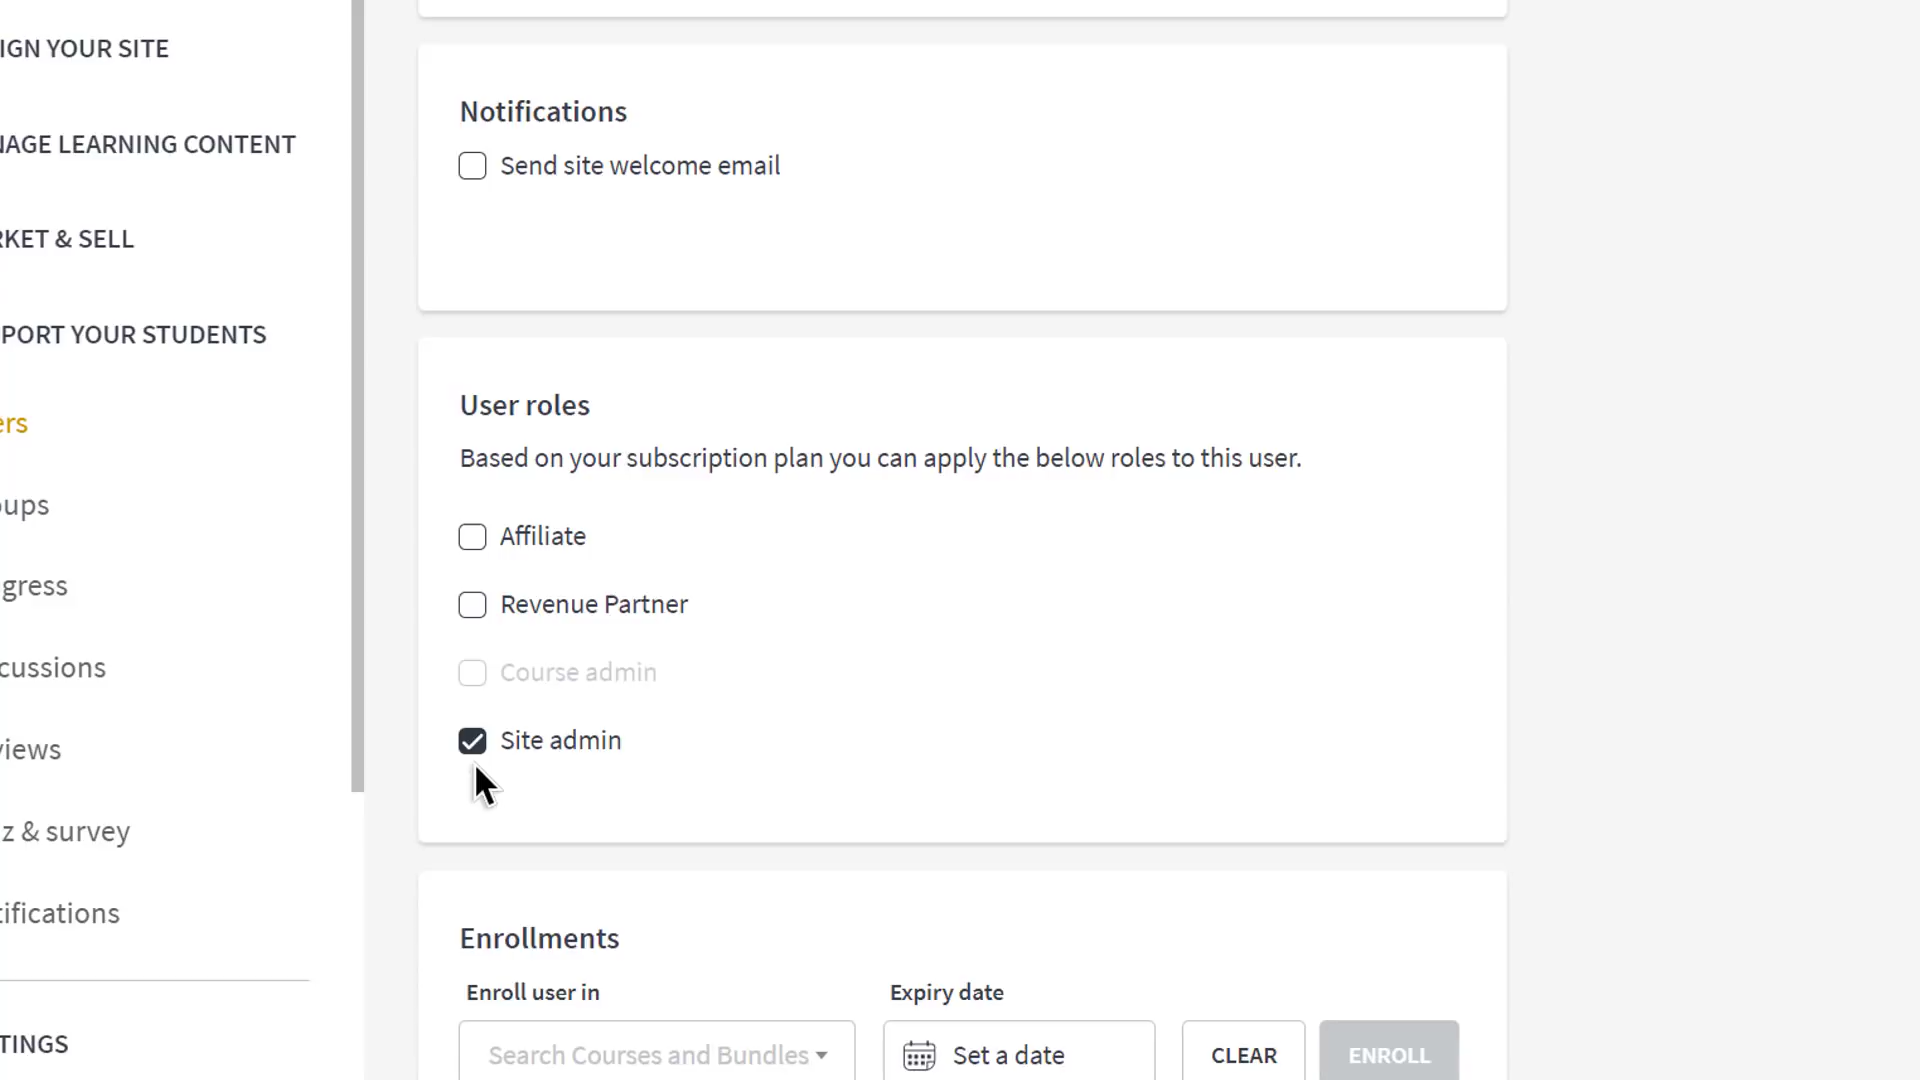 IGN YOUR SITE
NAGE LEARNING CONTENT
RKET & SELL
PORT YOUR STUDENTS
ers
oups
gress
cussions
views
z & survey
tifications
TINGS
Notifications
Send site welcome email
User roles
Based on your subscription plan you can apply the below roles to this user.
Affiliate
Revenue Partner
Course admin
Site admin
Enrollments
Enroll user in
Expiry date
Search Courses and Bundles
Set a date
CLEAR
ENROLL